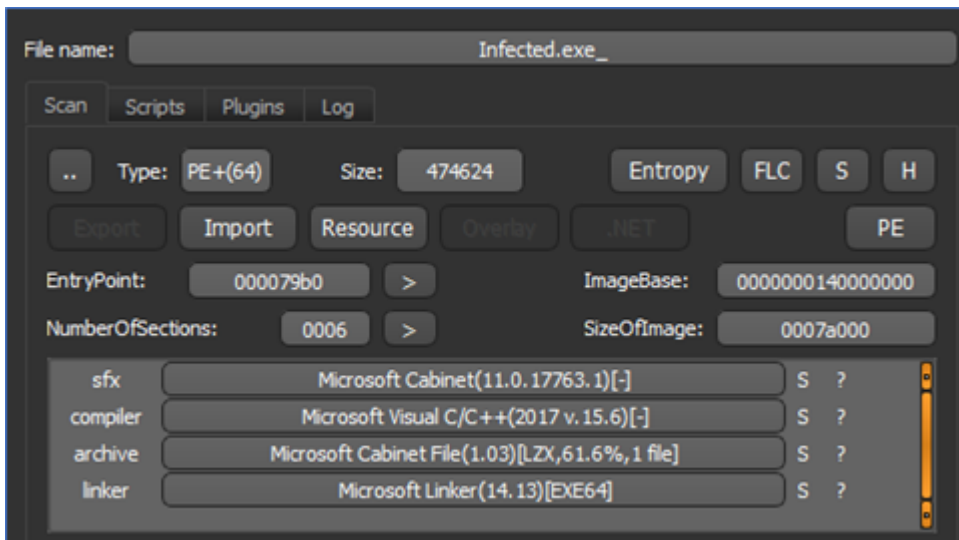 File name: Infected.exe_
Scan Scripts Plugins Log
.. Type: PE+(64) Size: 474624 Entropy FLC S H
Export Import Resource Overlay .NET PE
EntryPoint: 000079b0 > ImageBase: 0000000140000000
NumberOfSections: 0006 > SizeOfImage: 0007a000
sfx Microsoft Cabinet(11.0.17763.1)[-] S ?
compiler Microsoft Visual C/C++(2017 v.15.6)[-] S ?
archive Microsoft Cabinet File(1.03)[LZX,61.6%,1 file] S ?
linker Microsoft Linker(14.13)[EXE64] S ?